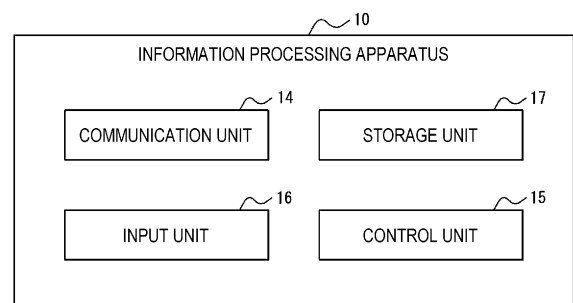 10
INFORMATION PROCESSING APPARATUS
14
17
COMMUNICATION UNIT
STORAGE UNIT
16
15
INPUT UNIT
CONTROL UNIT